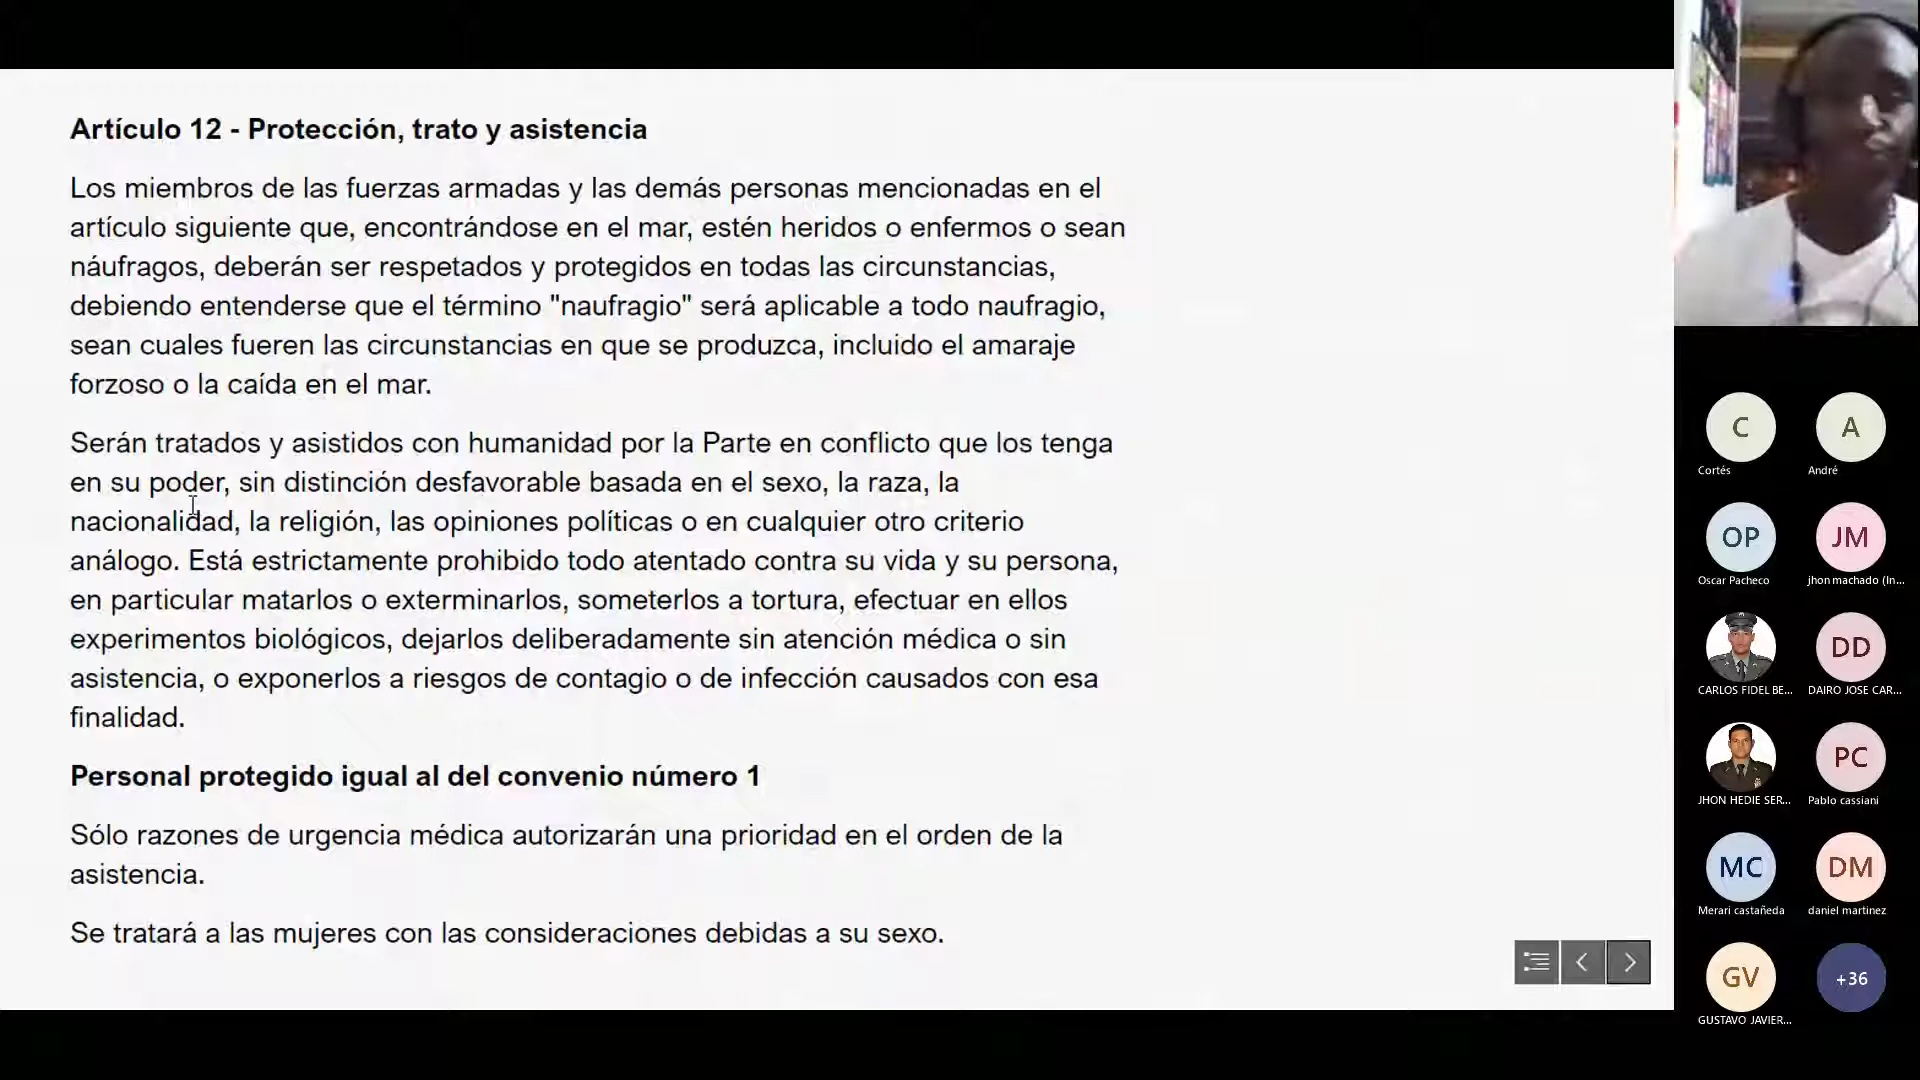 Artículo 12 - Protección, trato y asistencia
Los miembros de las fuerzas armadas y las demás personas mencionadas en el
artículo siguiente que, encontrándose en el mar, estén heridos o enfermos o sean
náufragos, deberán ser respetados y protegidos en todas las circunstancias,
debiendo entenderse que el término "naufragio" será aplicable a todo naufragio,
sean cuales fueren las circunstancias en que se produzca, incluido el amaraje
forzoso o la caída en el mar.
Serán tratados y asistidos con humanidad por la Parte en conflicto que los tenga
en su poder, sin distinción desfavorable basada en el sexo, la raza, la
nacionalidad, la religión, las opiniones políticas o en cualquier otro criterio
análogo. Está estrictamente prohibido todo atentado contra su vida y su persona,
en particular matarlos o exterminarlos, someterlos a tortura, efectuar en ellos
experimentos biológicos, dejarlos deliberadamente sin atención médica o sin
asistencia, o exponerlos a riesgos de contagio o de infección causados con esa
finalidad.
Personal protegido igual al del convenio número 1
Sólo razones de urgencia médica autorizarán una prioridad en el orden de la
asistencia.
Se tratará a las mujeres con las consideraciones debidas a su sexo.
C A
Cortés André
OP JM
Oscar Pacheco jhon machado (In...
DD
CARLOS FIDEL BE... DAIRO JOSE CAR...
PC
JHON HEDIE SER... Pablo cassiani
MC DM
Merari castañeda daniel martinez
GV +36
GUSTAVO JAVIER...